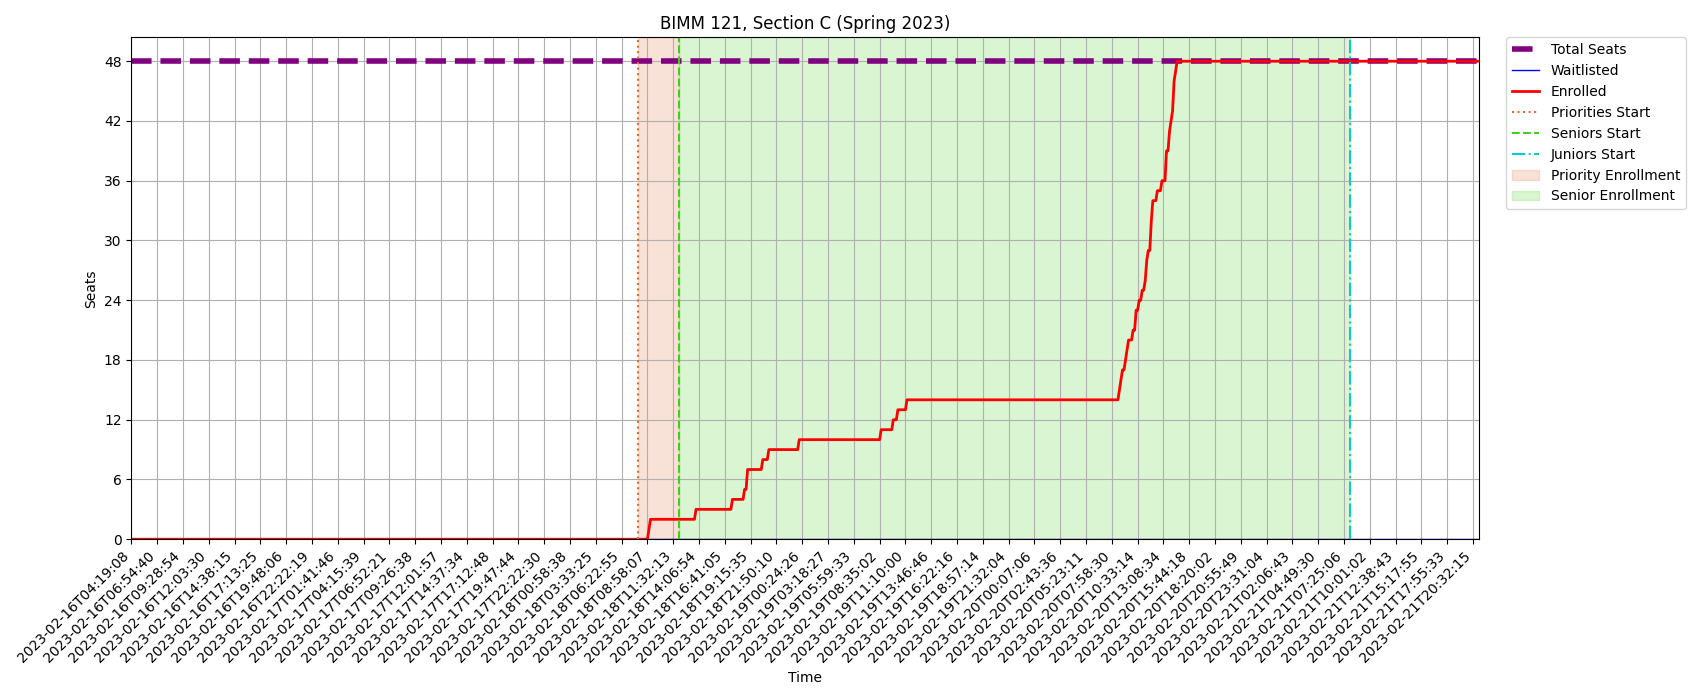 BIMM 121, Section C (Spring 2023)
Total Seats
Waitlisted
Enrolled
Priorities Start
Seniors Start
Juniors Start
Priority Enrollment
Senior Enrollment
Seats
48
42
36
30
24
18
12
6
0
2023-02-16T04:19:08
2023-02-16T06:54:40
2023-02-16T09:28:54
2023-02-16T12:03:30
2023-02-16T14:38:15
2023-02-16T17:13:25
2023-02-16T19:48:06
2023-02-16T22:22:19
2023-02-17T01:41:46
2023-02-17T04:15:39
2023-02-17T06:52:21
2023-02-17T09:26:38
2023-02-17T12:01:57
2023-02-17T14:37:34
2023-02-17T17:12:48
2023-02-17T19:47:44
2023-02-17T22:22:30
2023-02-18T00:58:38
2023-02-18T03:33:25
2023-02-18T06:22:55
2023-02-18T08:58:07
2023-02-18T11:32:13
2023-02-18T14:06:54
2023-02-18T16:41:05
2023-02-18T19:15:35
2023-02-18T21:50:10
2023-02-19T00:24:26
2023-02-19T03:18:27
2023-02-19T05:59:33
2023-02-19T08:35:02
2023-02-19T11:10:00
2023-02-19T13:46:46
2023-02-19T16:22:16
2023-02-19T18:57:14
2023-02-19T21:32:04
2023-02-20T00:07:06
2023-02-20T02:43:36
2023-02-20T05:23:11
2023-02-20T07:58:30
2023-02-20T10:33:14
2023-02-20T13:08:34
2023-02-20T15:44:18
2023-02-20T18:20:02
2023-02-20T20:55:49
2023-02-20T23:31:04
2023-02-21T02:06:43
2023-02-21T04:49:30
2023-02-21T07:25:06
2023-02-21T10:01:02
2023-02-21T12:38:43
2023-02-21T15:17:55
2023-02-21T17:55:33
2023-02-21T20:32:15
Time